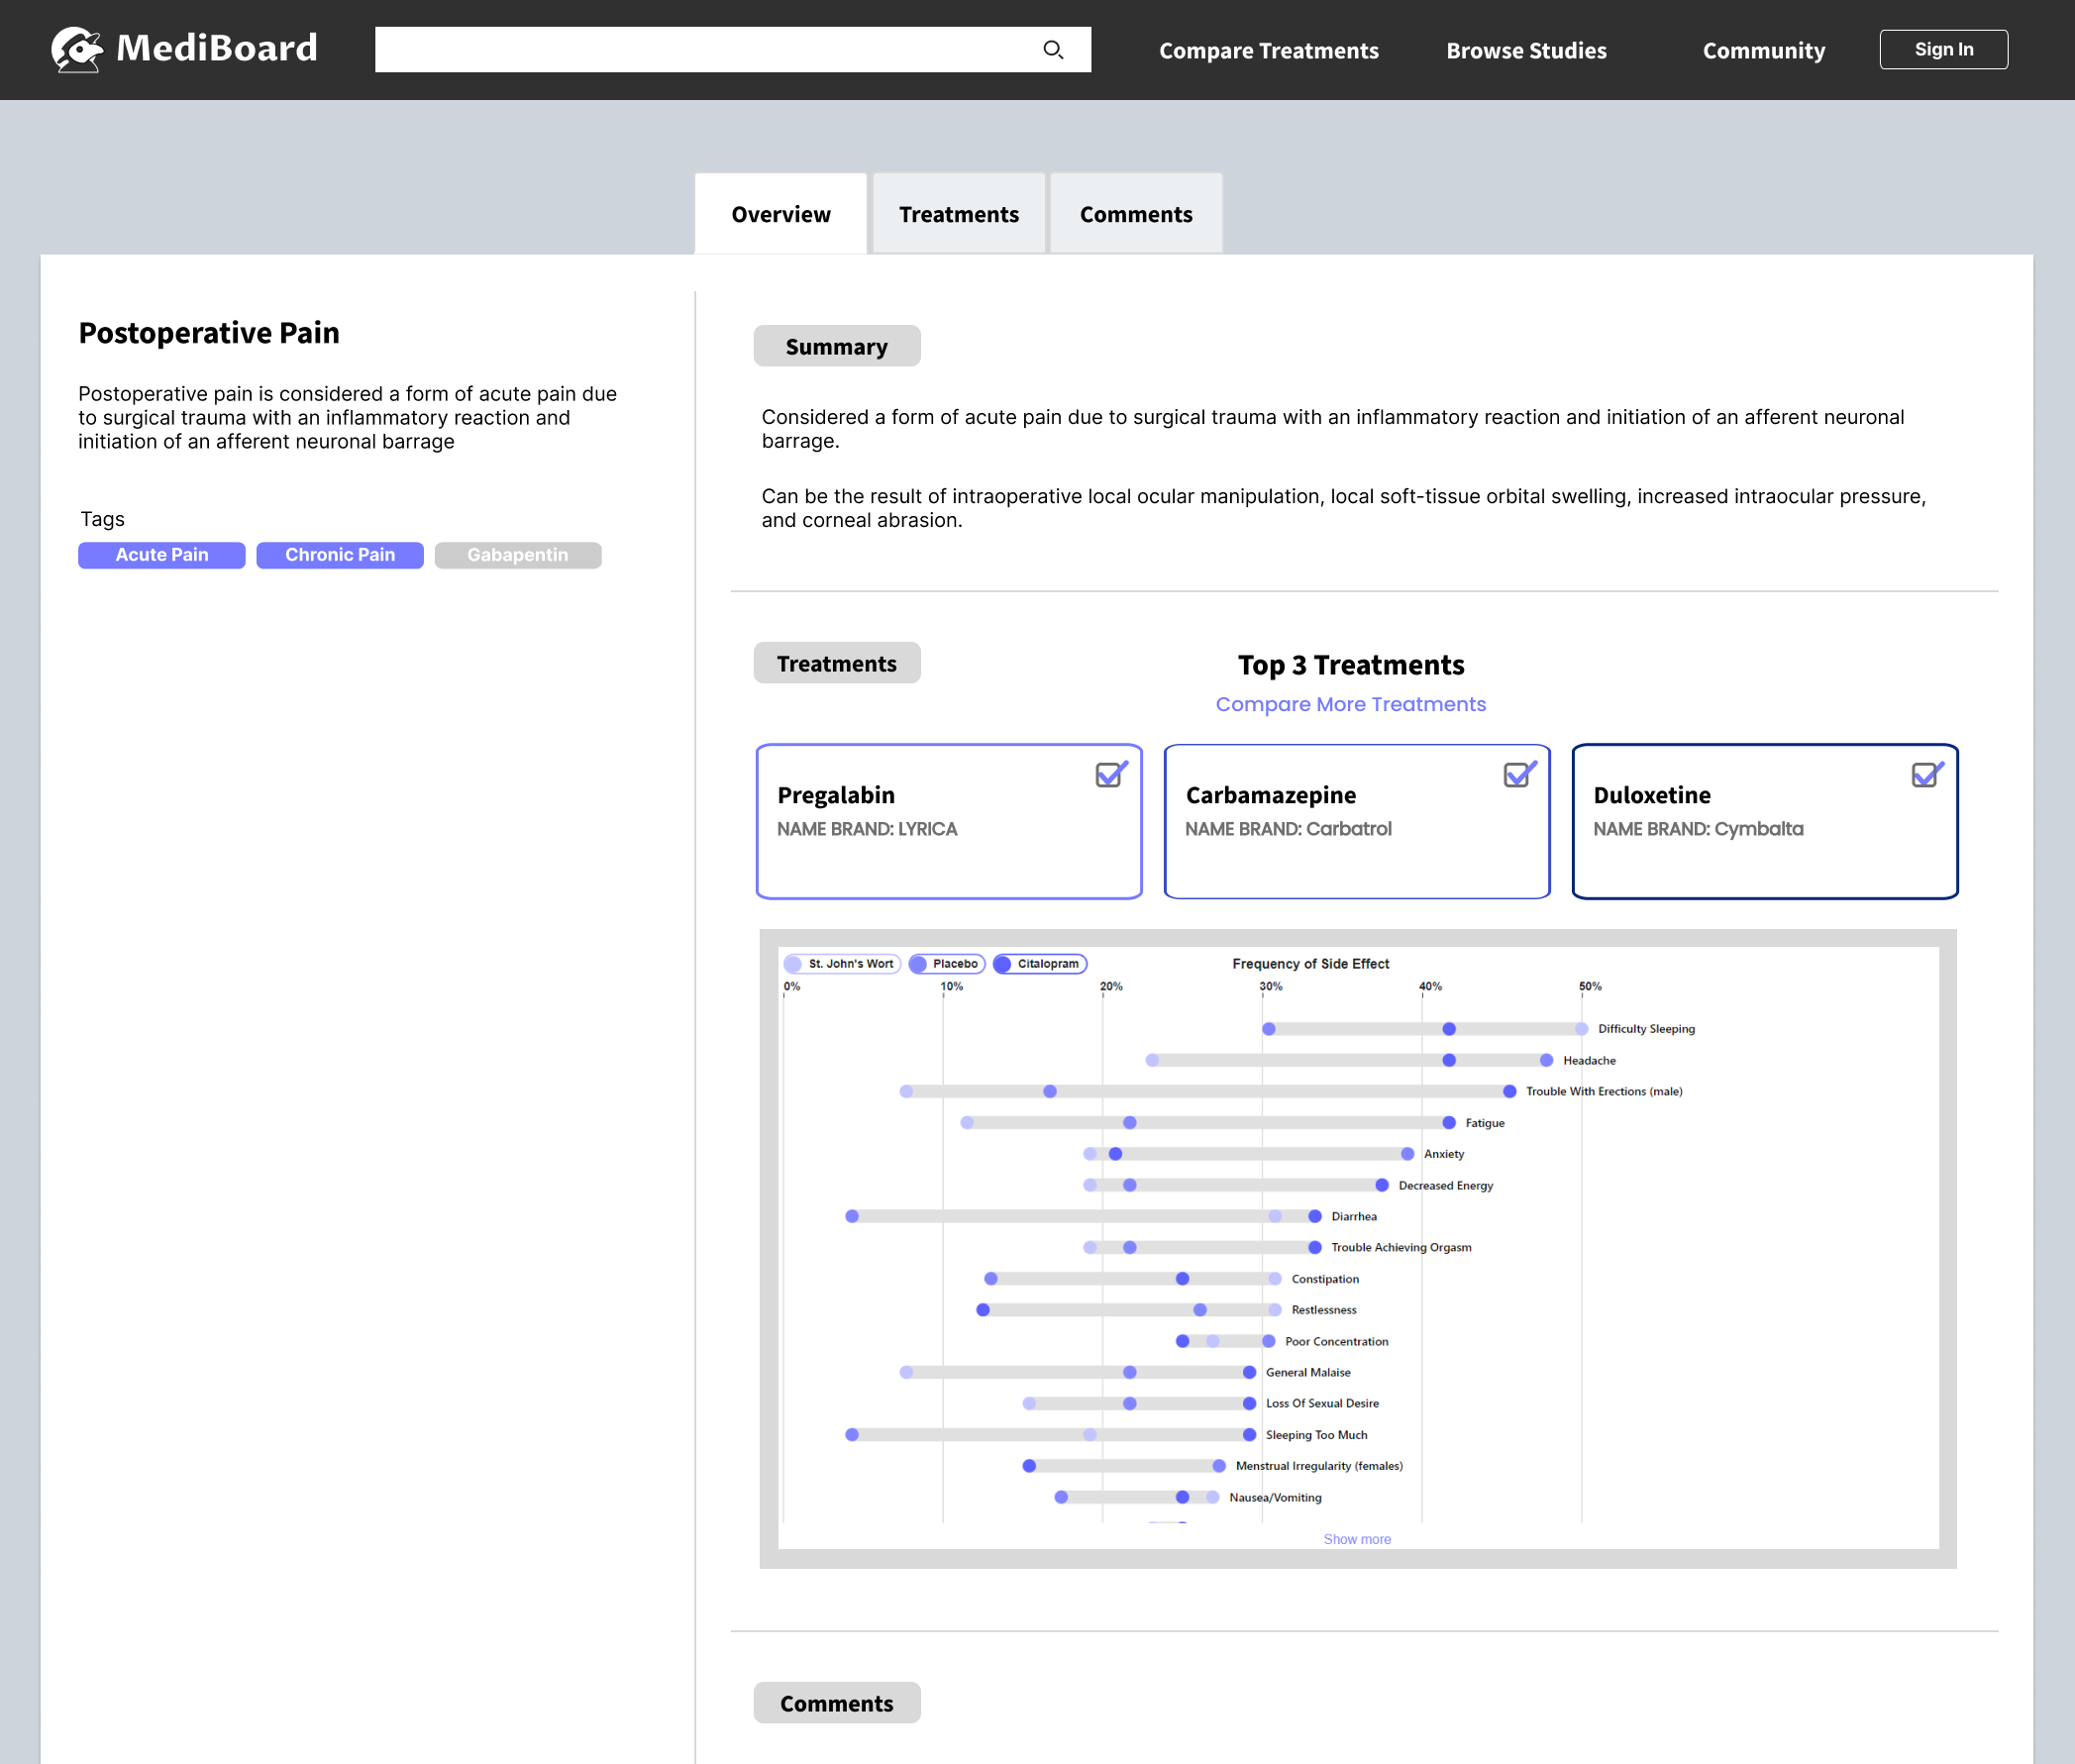 MediBoard
Compare Treatments
Browse Studies
Community
Sign In
Overview
Treatments
Comments
Postoperative Pain
Postoperative pain is considered a form of acute pain due
to surgical trauma with an inflammatory reaction and
initiation of an afferent neuronal barrage
Tags
Acute Pain
Chronic Pain
Gabapentin
Summary
Considered a form of acute pain due to surgical trauma with an inflammatory reaction and initiation of an afferent neuronal
barrage.
Can be the result of intraoperative local ocular manipulation, local soft-tissue orbital swelling, increased intraocular pressure,
and corneal abrasion.
Treatments
Top 3 Treatments
Compare More Treatments
Pregalabin
NAME BRAND: LYRICA
Carbamazepine
NAME BRAND: Carbatrol
Duloxetine
NAME BRAND: Cymbalta
St. John's Wort
Placebo
Citalopram
Frequency of Side Effect
0%
10%
20%
30%
40%
50%
Difficulty Sleeping
Headache
Trouble With Erections (male)
Fatigue
Anxiety
Decreased Energy
Diarrhea
Trouble Achieving Orgasm
Constipation
Restlessness
Poor Concentration
General Malaise
Loss Of Sexual Desire
Sleeping Too Much
Menstrual Irregularity (females)
Nausea/Vomiting
Show more
Comments